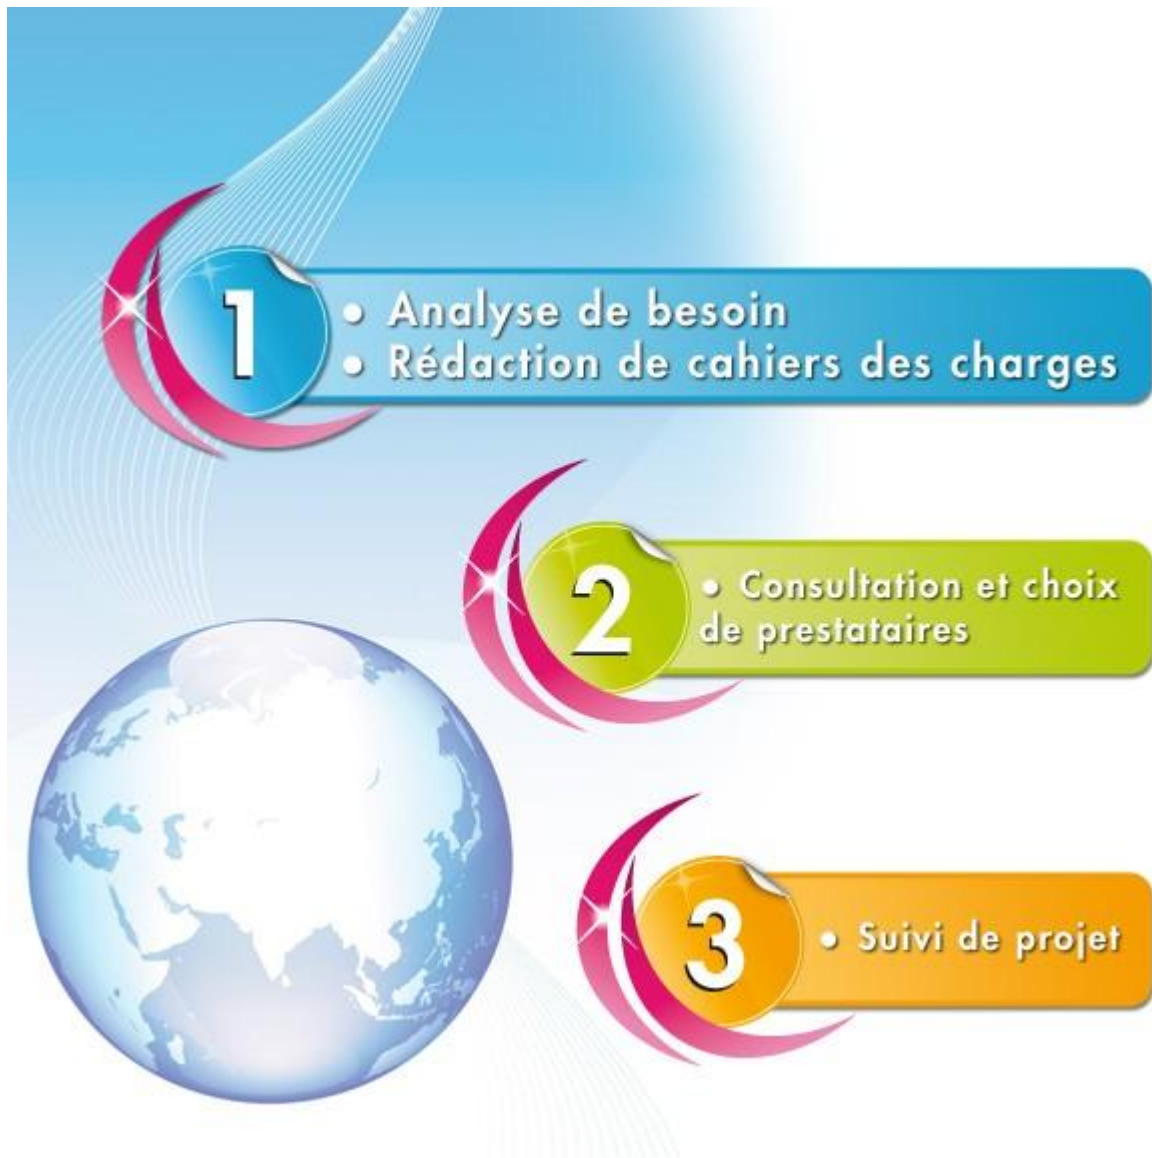 1
• Analyse de besoin
• Rédaction de cahiers des charges
2
• Consultation et choix
de prestataires
3
• Suivi de projet